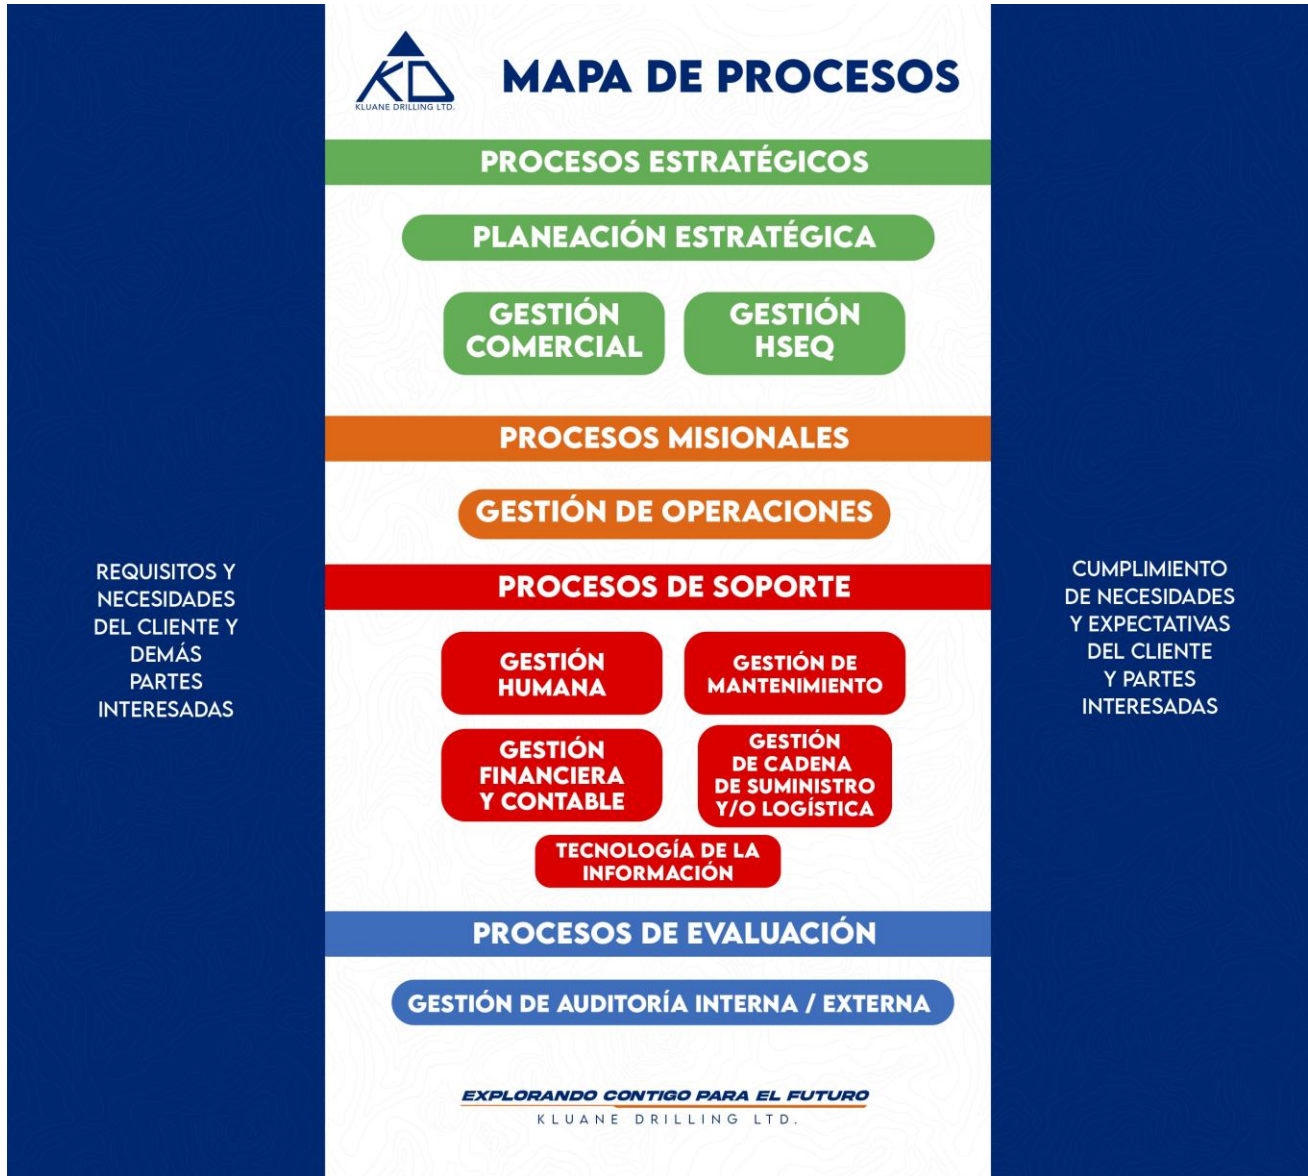 KD
KLUANE DRILLING LTD.
MAPA DE PROCESOS
PROCESOS ESTRATÉGICOS
PLANEACIÓN ESTRATÉGICA
GESTIÓN
COMERCIAL
GESTIÓN
HSEQ
PROCESOS MISIONALES
GESTIÓN DE OPERACIONES
REQUISITOS Y
NECESIDADES
DEL CLIENTE Y
DEMÁS
PARTES
INTERESADAS
PROCESOS DE SOPORTE
GESTIÓN
HUMANA
GESTIÓN DE
MANTENIMIENTO
GESTIÓN
FINANCIERA
Y CONTABLE
GESTIÓN
DE CADENA
DE SUMINISTRO
Y/O LOGÍSTICA
TECNOLOGÍA DE LA
INFORMACIÓN
CUMPLIMIENTO
DE NECESIDADES
Y EXPECTATIVAS
DEL CLIENTE
Y PARTES
INTERESADAS
PROCESOS DE EVALUACIÓN
GESTIÓN DE AUDITORÍA INTERNA / EXTERNA
EXPLORANDO CONTIGO PARA EL FUTURO
KLUANE DRILLING LTD.